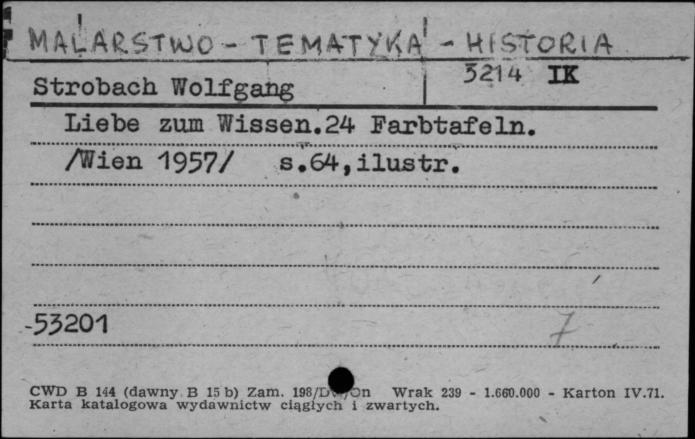 MALARSTWO - TEMATYKA - HISTORIA
Strobach Wolfgang
3214 IK
Liebe zum Wissen.24 Farbtafeln.
/Wien 1957/ s.64,ilustr.
-53201
7
CWD B 144 (dawny B 15 b) Zam. 198/ Wrak 239 - 1.660.000 - Karton IV.71.
Karta katalogowa wydawnictw ciągłych i zwartych.